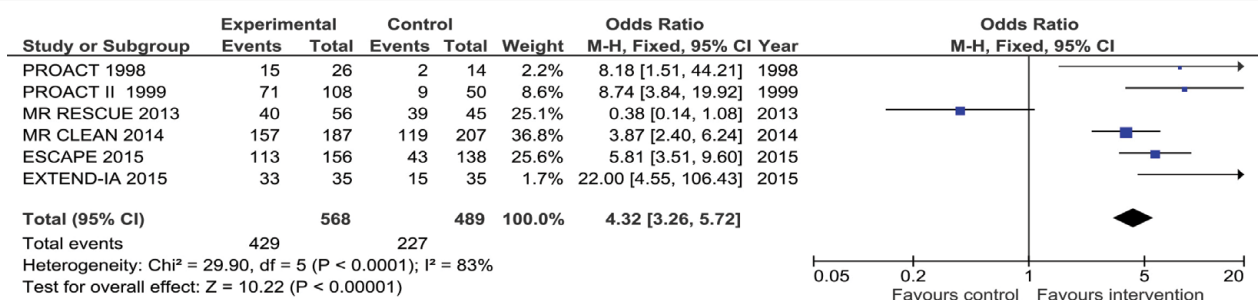 Experimental Control Odds Ratio Odds Ratio
Study or Subgroup Events Total Events Total Weight M-H, Fixed, 95% CI Year M-H, Fixed, 95% CI
PROACT 1998 15 26 2 14 2.2% 8.18 [1.51, 44.21] 1998
PROACT II 1999 71 108 9 50 8.6% 8.74 [3.84, 19.92] 1999
MR RESCUE 2013 40 56 39 45 25.1% 0.38 [0.14, 1.08] 2013
MR CLEAN 2014 157 187 119 207 36.8% 3.87 [2.40, 6.24] 2014
ESCAPE 2015 113 156 43 138 25.6% 5.81 [3.51, 9.60] 2015
EXTEND-IA 2015 33 35 15 35 1.7% 22.00 [4.55, 106.43] 2015
Total (95% CI) 568 489 100.0% 4.32 [3.26, 5.72]
Total events 429 227
Heterogeneity: Chi² = 29.90, df = 5 (P < 0.0001); I² = 83%
Test for overall effect: Z = 10.22 (P < 0.00001)
0.05 0.2 1 5 20
Favours control Favours intervention